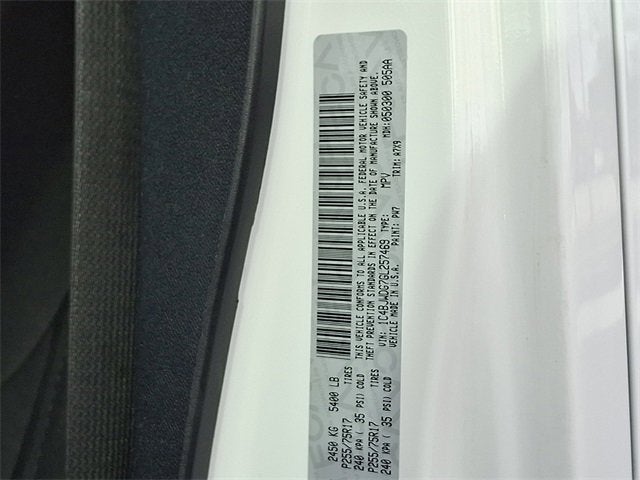 2450 KG 5400 LB
TIRES
P255/75R17
240 KPA ( 35 PSI) COLD
TIRES
P255/75R17
240 KPA ( 35 PSI) COLD
THIS VEHICLE CONFORMS TO ALL APPLICABLE U.S.A. FEDERAL MOTOR VEHICLE SAFETY AND
THEFT PREVENTION STANDARDS IN EFFECT ON THE DATE OF MANUFACTURE SHOWN ABOVE.
VIN: 1C4BJWDG7GL257469 TYPE: MPV MDH:050300 505AA
VEHICLE MADE IN U.S.A. PAINT: PW7 TRIM: A7X9